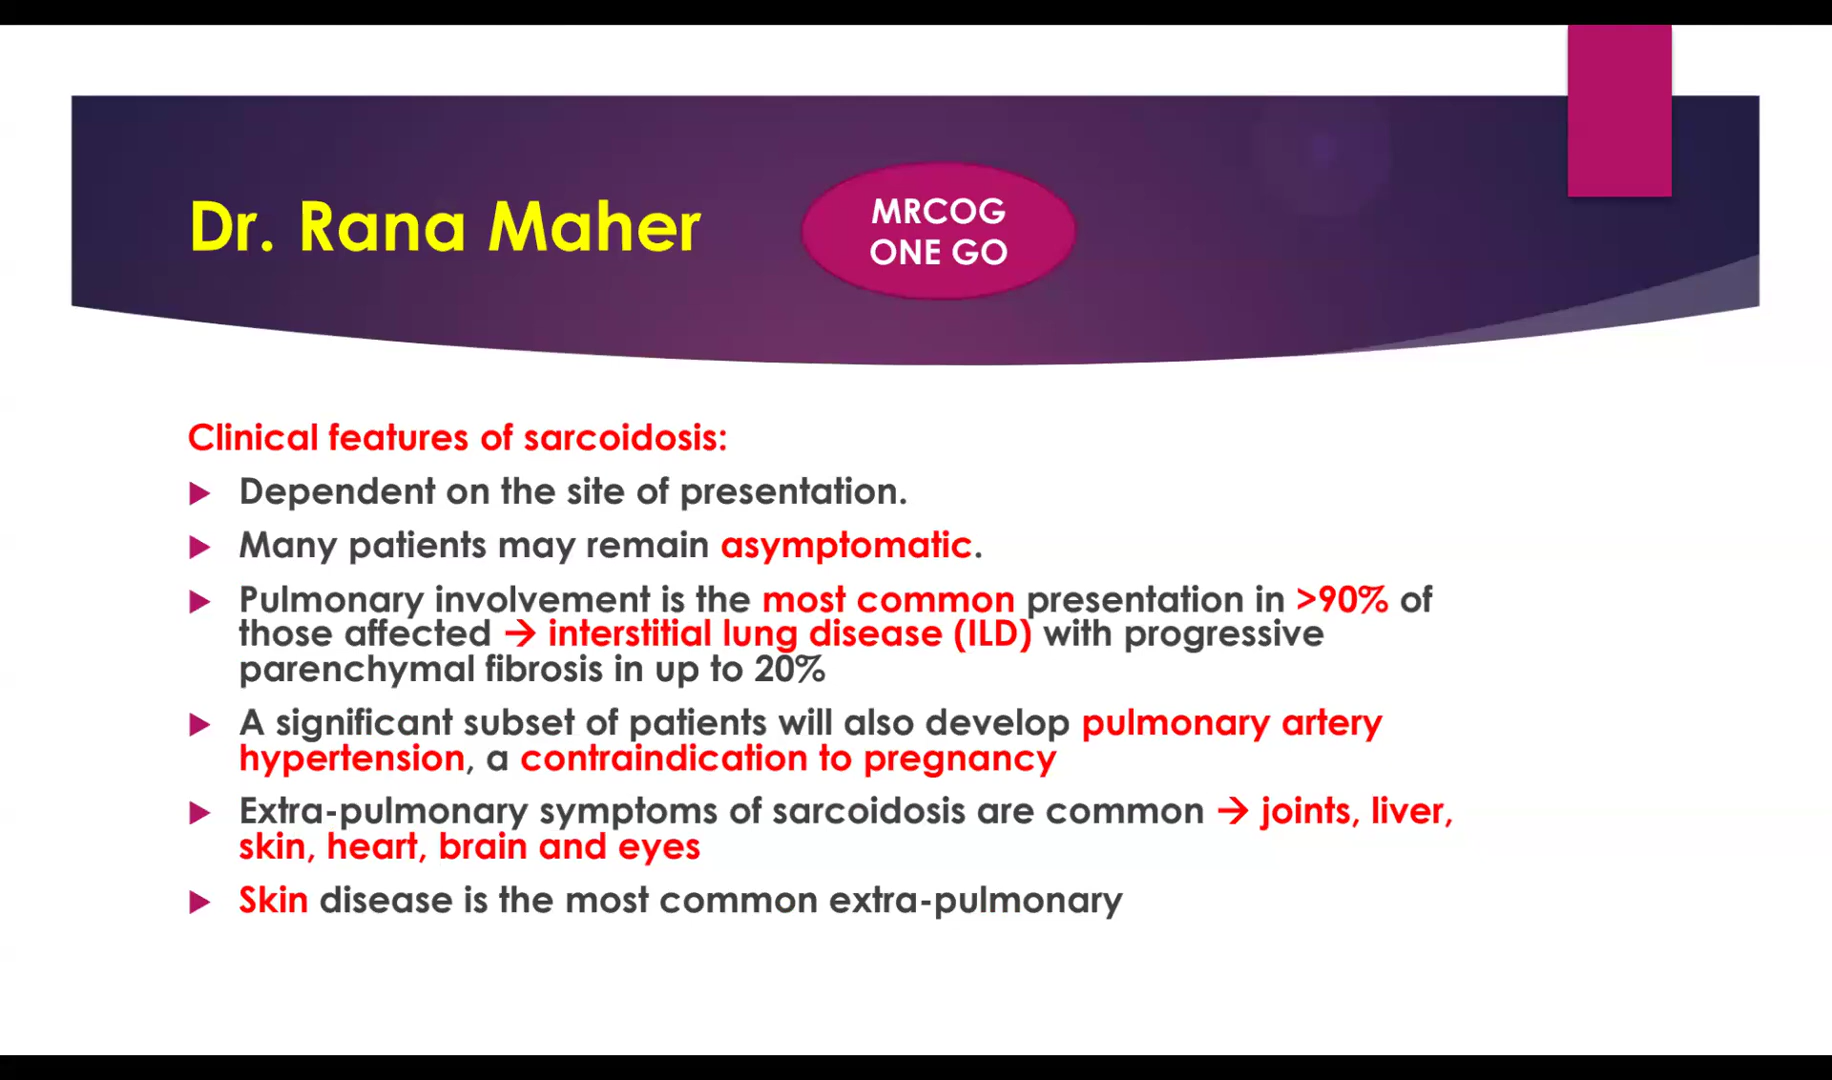 Dr. Rana Maher
MRCOG
ONE GO
Clinical features of sarcoidosis:
Dependent on the site of presentation.
Many patients may remain asymptomatic.
Pulmonary involvement is the most common presentation in >90% of
those affected → interstitial lung disease (ILD) with progressive
parenchymal fibrosis in up to 20%
A significant subset of patients will also develop pulmonary artery
hypertension, a contraindication to pregnancy
Extra-pulmonary symptoms of sarcoidosis are common → joints, liver,
skin, heart, brain and eyes
Skin disease is the most common extra-pulmonary